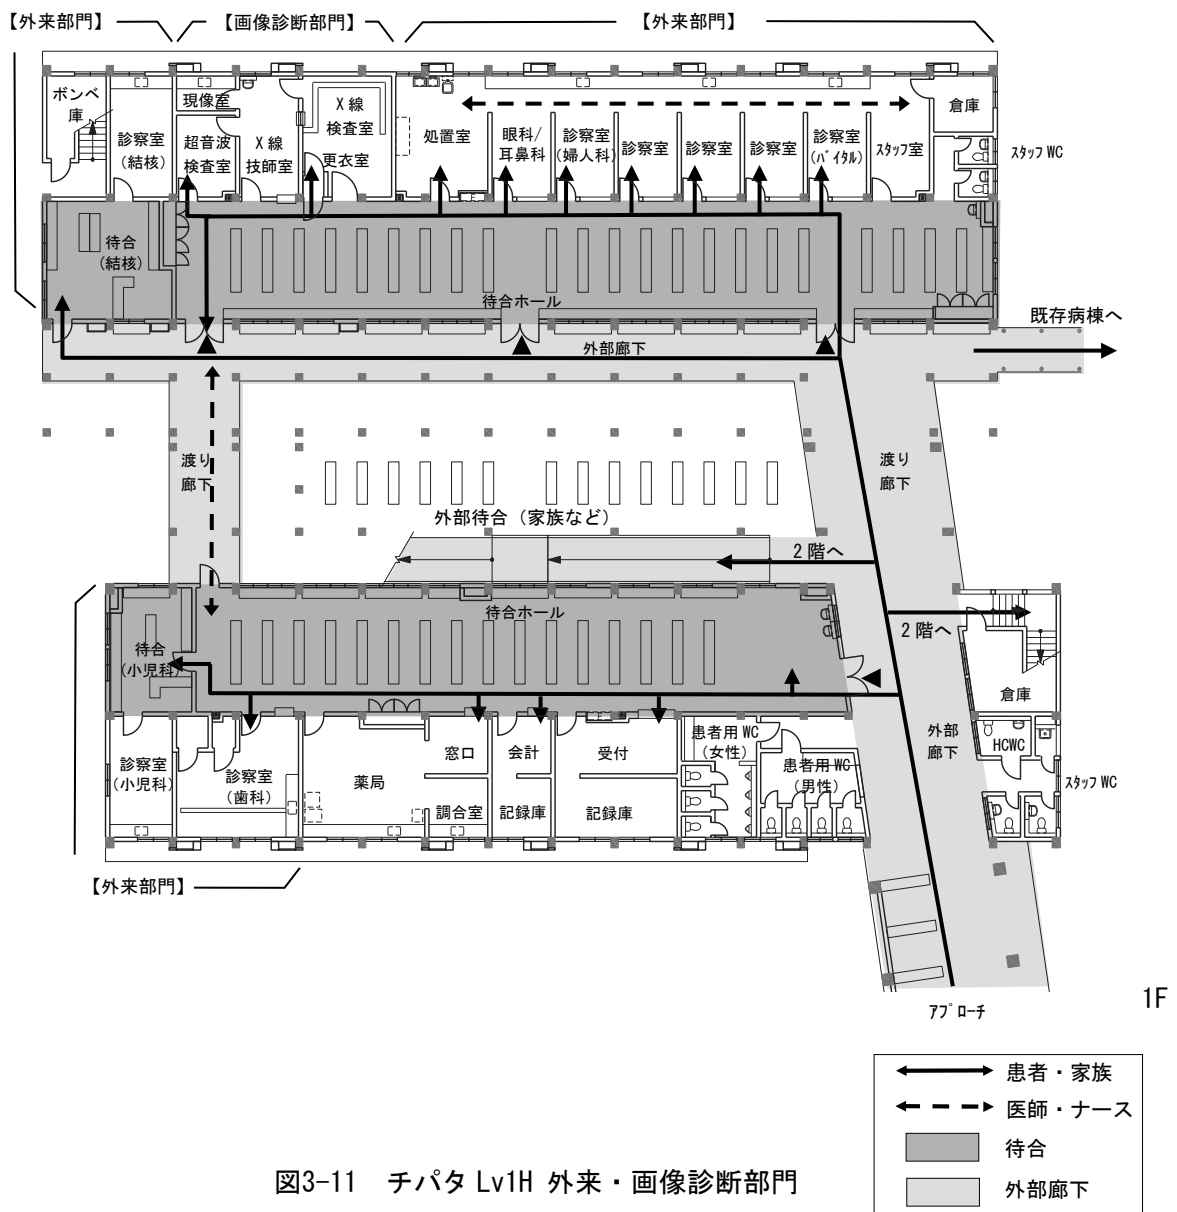 【外来部門】
【画像診断部門】
【外来部門】
ボンベ
庫
診察室
(結核)
現像室
超音波
検査室
X線
技師室
X線
検査室
更衣室
処置室
眼科/
耳鼻科
診察室
(婦人科)
診察室
診察室
診察室
診察室
(バイタル)
スタッフ室
倉庫
スタッフWC
待合
(結核)
待合ホール
既存病棟へ
外部廊下
渡り
廊下
渡り
廊下
外部待合（家族など）
2階へ
待合ホール
2階へ
待合
(小児科)
倉庫
診察室
(小児科)
診察室
(歯科)
薬局
窓口
調合室
会計
記録庫
受付
記録庫
患者用WC
(女性)
患者用WC
(男性)
外部
廊下
HCWC
スタッフWC
【外来部門】
アプローチ
1F
患者・家族
医師・ナース
待合
外部廊下
図3-11　チパタ Lv1H 外来・画像診断部門